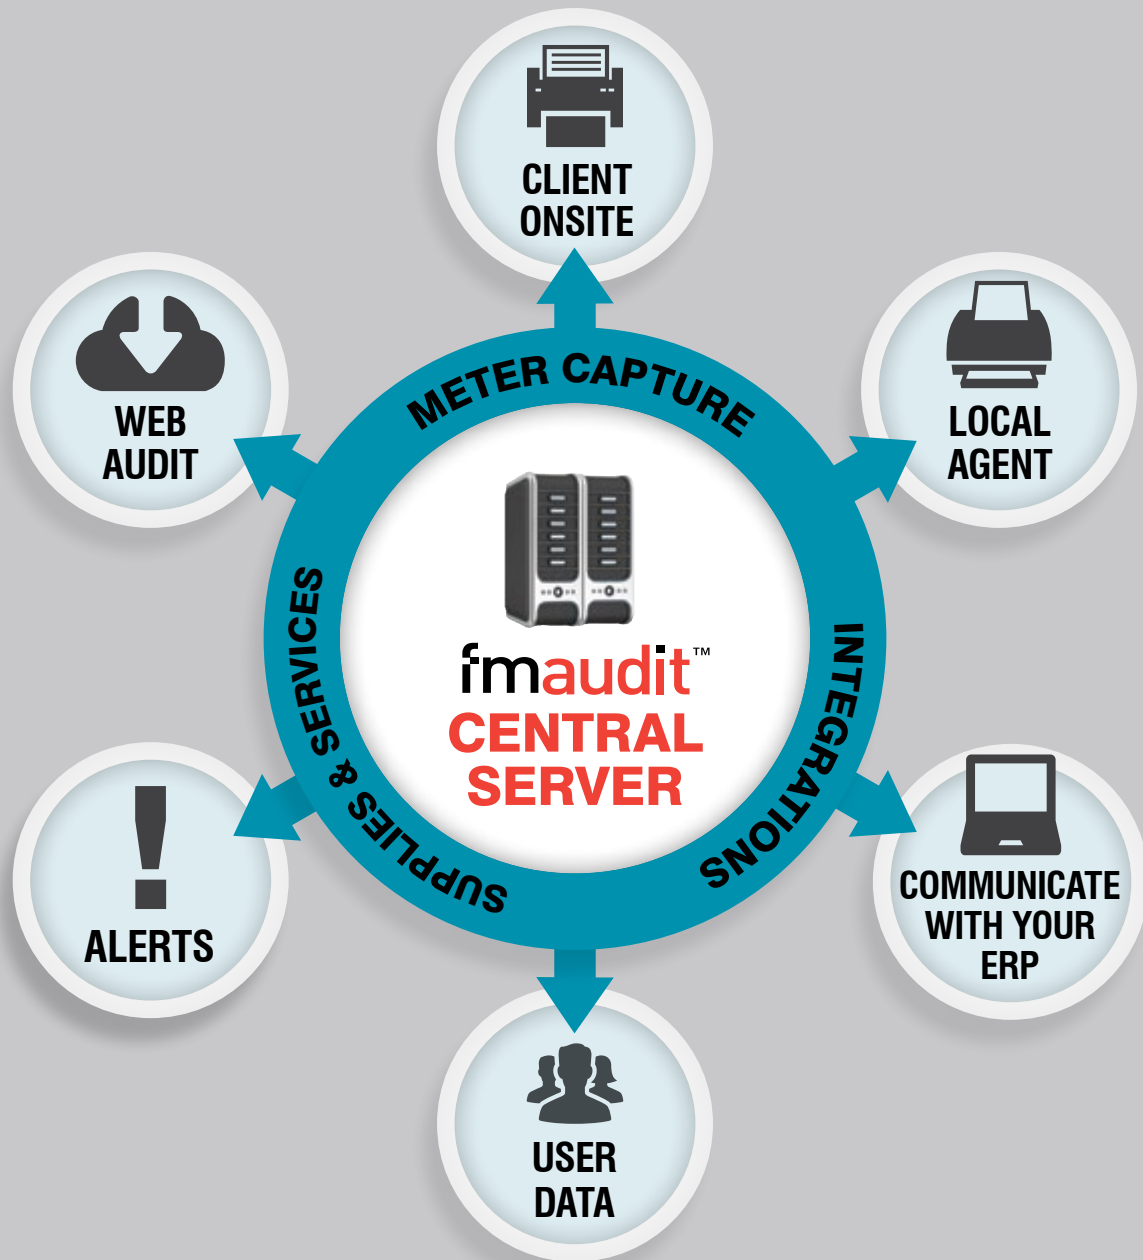 CLIENT
ONSITE
WEB
AUDIT
LOCAL
AGENT
METER CAPTURE
INTEGRATIONS
SUPPLIES & SERVICES
fmaudit™
CENTRAL
SERVER
ALERTS
COMMUNICATE
WITH YOUR
ERP
USER
DATA